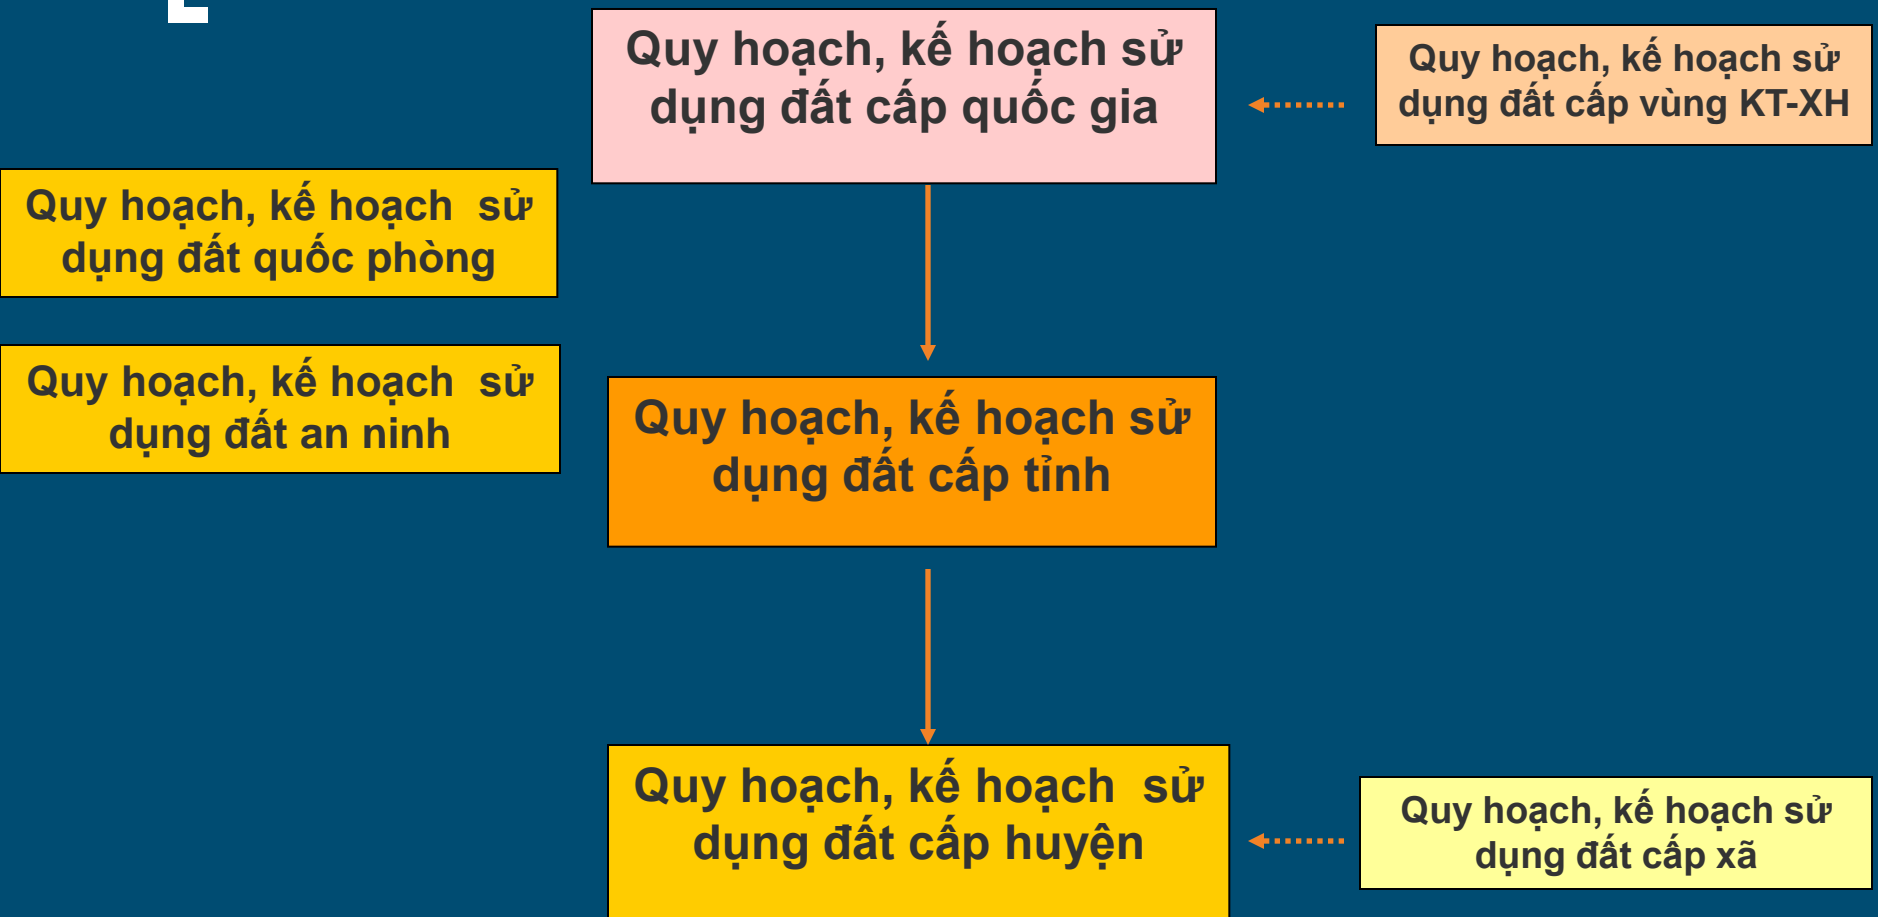 Quy hoạch, kế hoạch sử
dụng đất cấp quốc gia
Quy hoạch, kế hoạch sử
dụng đất cấp vùng KT-XH
Quy hoạch, kế hoạch sử
dụng đất quốc phòng
Quy hoạch, kế hoạch sử
dụng đất an ninh
Quy hoạch, kế hoạch sử
dụng đất cấp tỉnh
Quy hoạch, kế hoạch sử
dụng đất cấp huyện
Quy hoạch, kế hoạch sử
dụng đất cấp xã